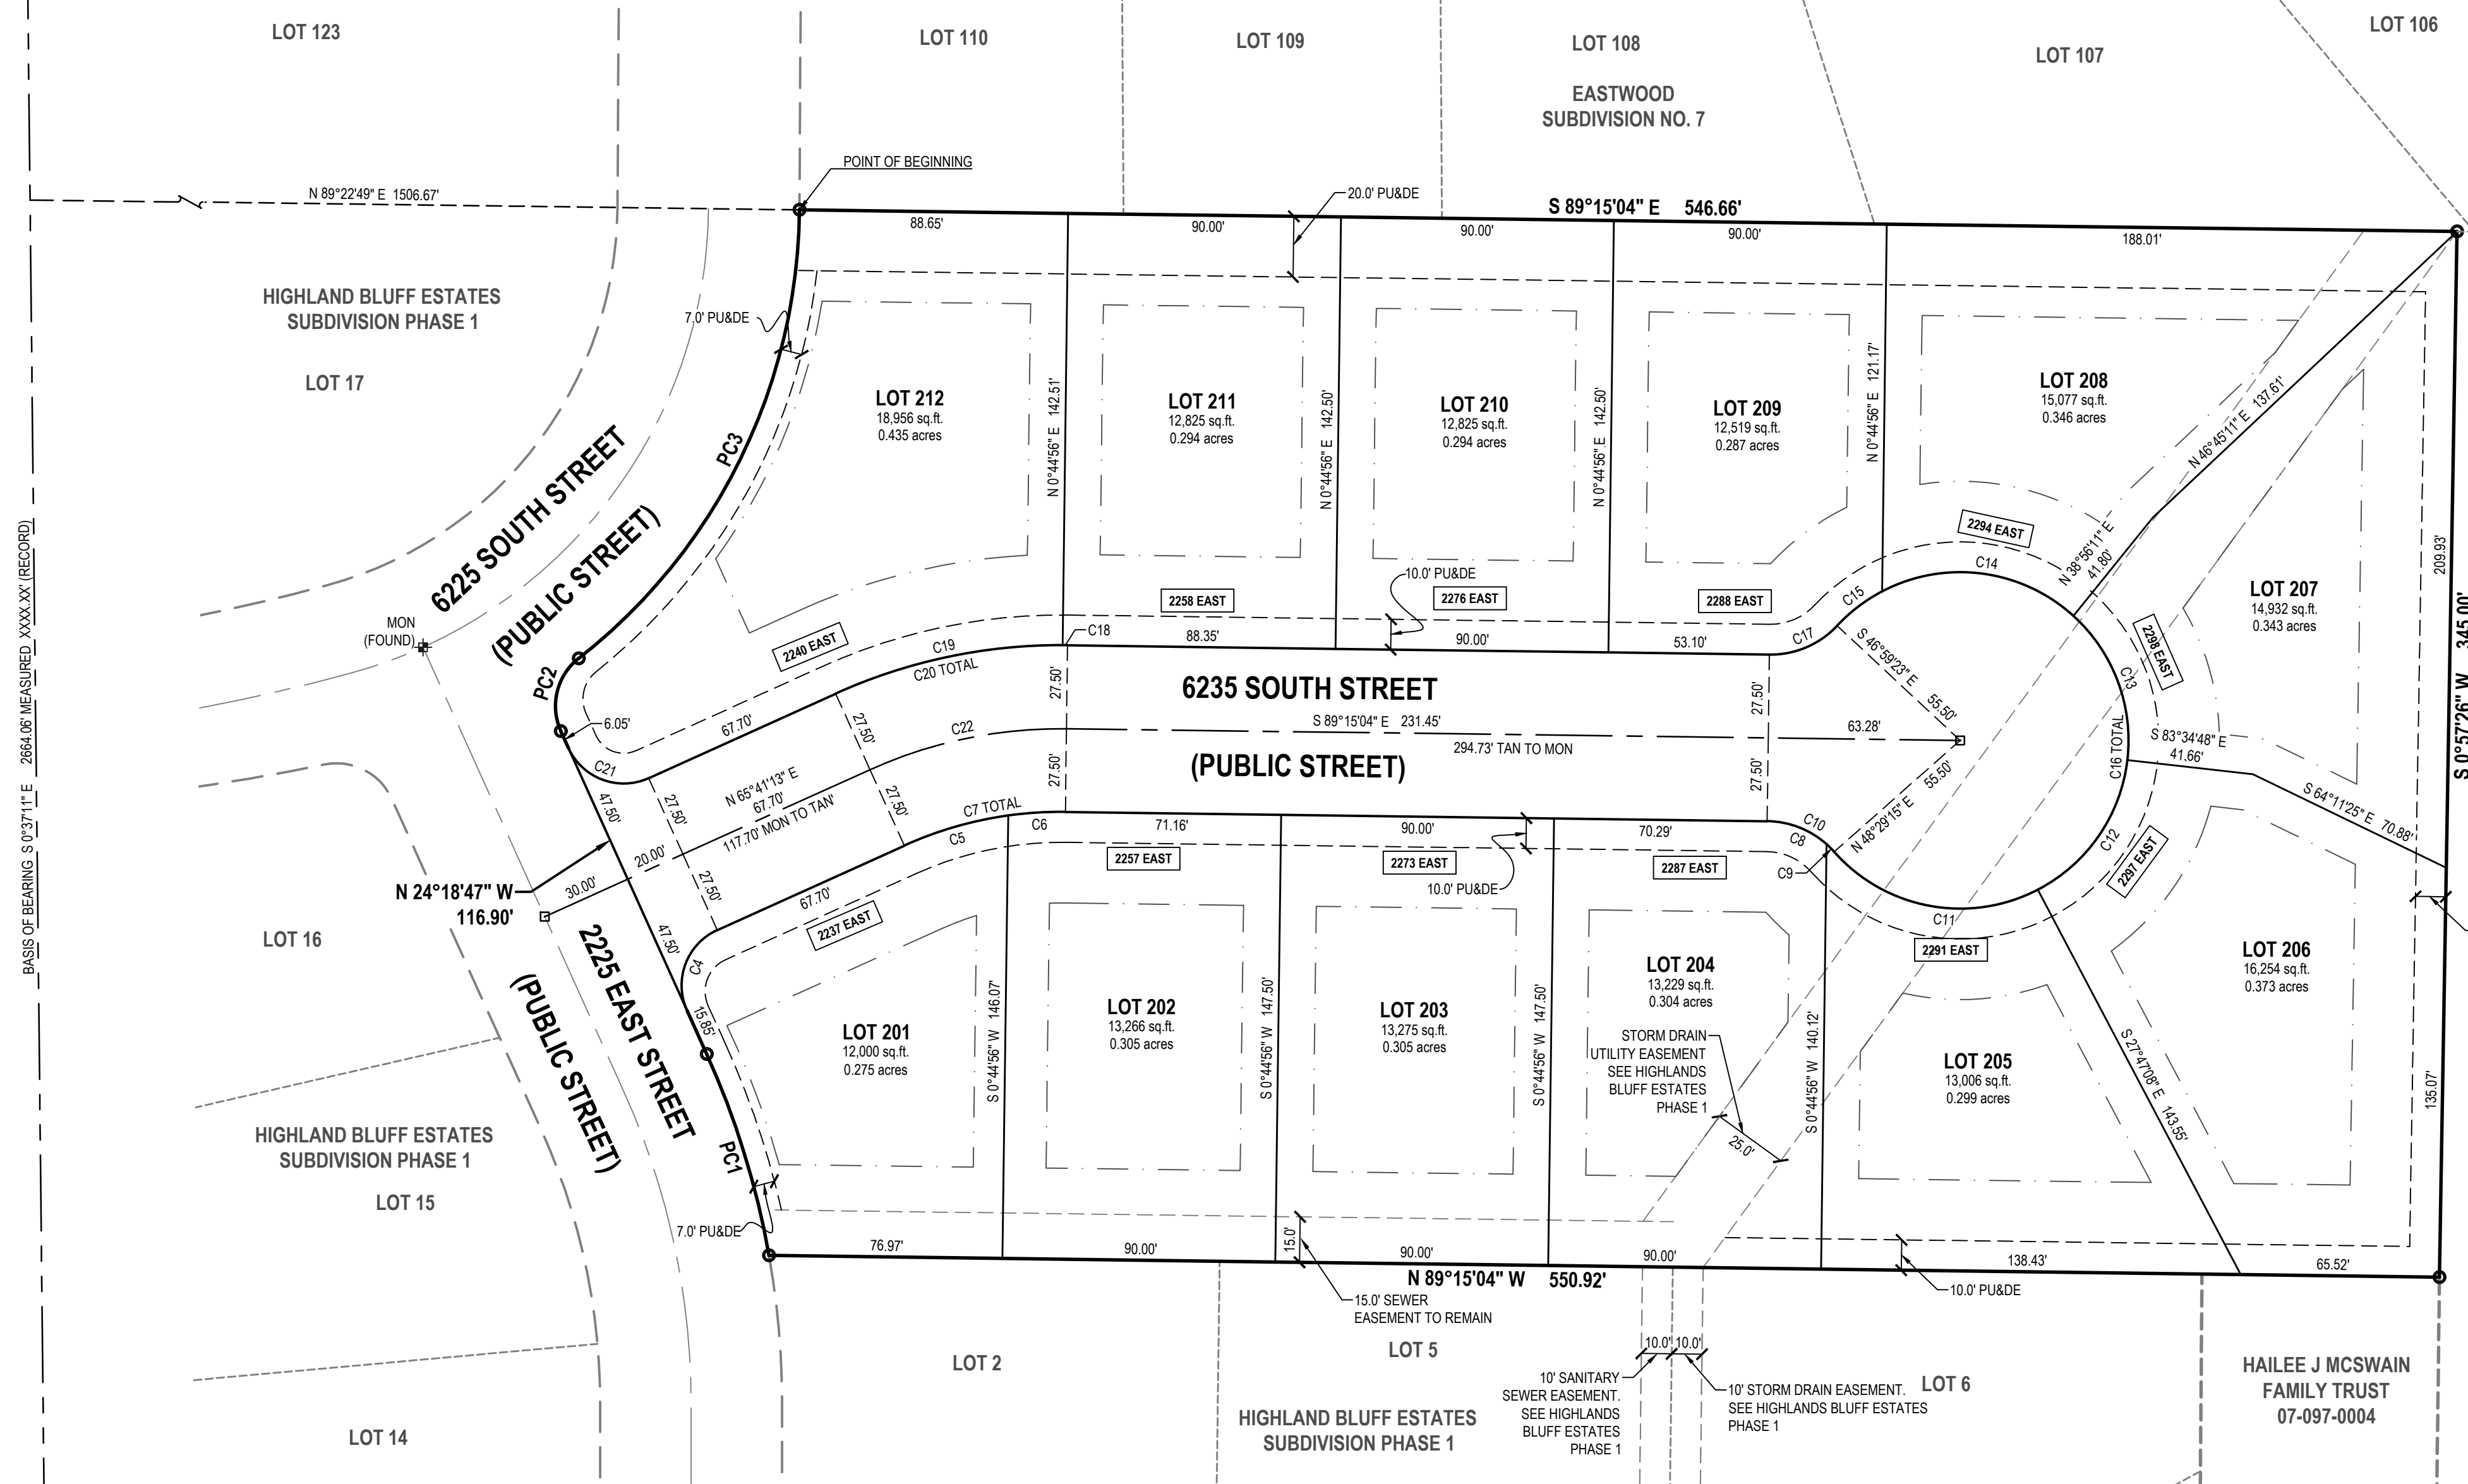 LOT 123
LOT 110
LOT 109
LOT 108
LOT 107
LOT 106
EASTWOOD
SUBDIVISION NO. 7
POINT OF BEGINNING
N 89°22'49" E 1506.67'
20.0' PU&DE
S 89°15'04" E 546.66'
88.65'
90.00'
90.00'
90.00'
188.01'
HIGHLAND BLUFF ESTATES
SUBDIVISION PHASE 1
LOT 17
7.0' PU&DE
PC3
6225 SOUTH STREET
(PUBLIC STREET)
MON
(FOUND)
PC2
6.05'
LOT 212
18,956 sq.ft.
0.435 acres
N 0°44'56" E 142.51'
LOT 211
12,825 sq.ft.
0.294 acres
N 0°44'56" E 142.50'
LOT 210
12,825 sq.ft.
0.294 acres
N 0°44'56" E 142.50'
LOT 209
12,519 sq.ft.
0.287 acres
N 0°44'56" E 121.17'
LOT 208
15,077 sq.ft.
0.346 acres
N 46°45'11" E 137.61'
N 38°56'11" E
41.80'
LOT 207
14,932 sq.ft.
0.343 acres
209.93'
S 0°57'26" W 345.00'
2240 EAST
2258 EAST
10.0' PU&DE
2276 EAST
2288 EAST
2294 EAST
2298 EAST
C19
C20 TOTAL
C18
88.35'
90.00'
53.10'
C17
C15
C14
C13
C16 TOTAL
S 46°59'23" E 55.50'
67.70'
C21
27.50'
27.50'
27.50'
27.50'
C22
6235 SOUTH STREET
S 89°15'04" E 231.45'
294.73' TAN TO MON
63.28'
(PUBLIC STREET)
S 83°34'48" E
41.66'
S 64°11'25" E 70.88'
N 65°41'13" E
67.70'
117.70' MON TO TAN'
47.50'
20.00'
30.00'
27.50'
27.50'
27.50'
27.50'
N 48°29'15" E 55.50'
C7 TOTAL
C5
C6
71.16'
90.00'
70.29'
C10
C8
C9
C12
C11
N 24°18'47" W
116.90'
67.70'
47.50'
C4
15.85'
2237 EAST
2257 EAST
2273 EAST
10.0' PU&DE
2287 EAST
2291 EAST
2297 EAST
BASIS OF BEARING S 0°37'11" E 2664.06' MEASURED XXXX.XX' (RECORD)
LOT 16
2225 EAST STREET
(PUBLIC STREET)
LOT 201
12,000 sq.ft.
0.275 acres
S 0°44'56" W 146.07'
LOT 202
13,266 sq.ft.
0.305 acres
S 0°44'56" W 147.50'
LOT 203
13,275 sq.ft.
0.305 acres
S 0°44'56" W 147.50'
LOT 204
13,229 sq.ft.
0.304 acres
STORM DRAIN
UTILITY EASEMENT
SEE HIGHLANDS
BLUFF ESTATES
PHASE 1
25.0'
S 0°44'56" W 140.12'
LOT 205
13,006 sq.ft.
0.299 acres
S 27°47'08" E 143.55'
LOT 206
16,254 sq.ft.
0.373 acres
135.07'
HIGHLAND BLUFF ESTATES
SUBDIVISION PHASE 1
LOT 15
PC1
7.0' PU&DE
76.97'
90.00'
15.0'
90.00'
90.00'
138.43'
65.52'
N 89°15'04" W 550.92'
15.0' SEWER
EASEMENT TO REMAIN
10.0' PU&DE
LOT 14
LOT 2
LOT 5
10.0'
10.0'
10' SANITARY
SEWER EASEMENT.
SEE HIGHLANDS
BLUFF ESTATES
PHASE 1
10' STORM DRAIN EASEMENT.
SEE HIGHLANDS BLUFF ESTATES
PHASE 1
LOT 6
HIGHLAND BLUFF ESTATES
SUBDIVISION PHASE 1
HAILEE J MCSWAIN
FAMILY TRUST
07-097-0004